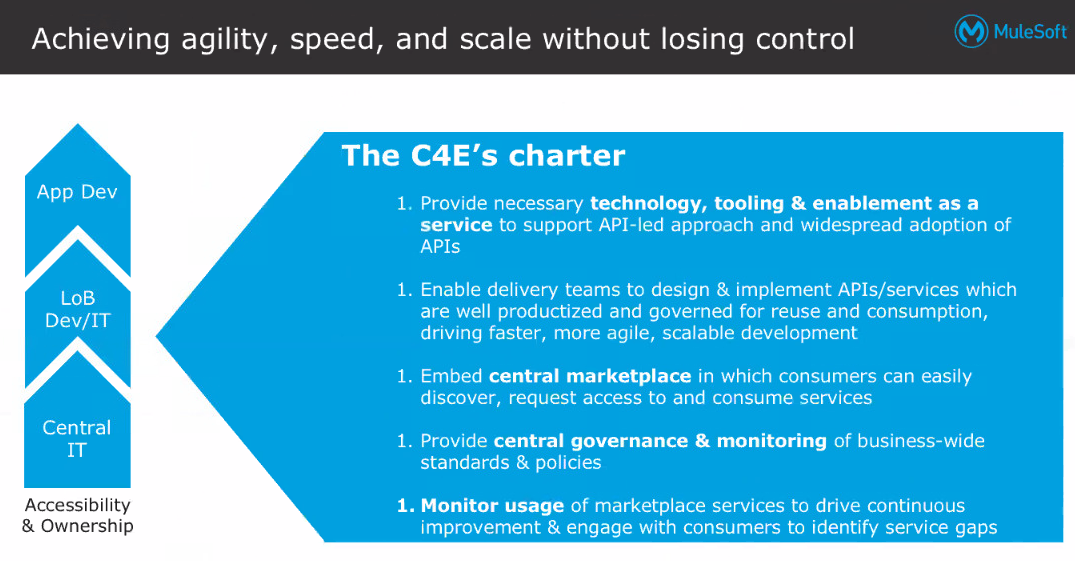 Achieving agility, speed, and scale without losing control
MuleSoft
App Dev
LoB
Dev/IT
Central
IT
Accessibility
& Ownership
The C4E's charter
1. Provide necessary technology, tooling & enablement as a
service to support API-led approach and widespread adoption of
APIs
1. Enable delivery teams to design & implement APIs/services which
are well productized and governed for reuse and consumption,
driving faster, more agile, scalable development
1. Embed central marketplace in which consumers can easily
discover, request access to and consume services
1. Provide central governance & monitoring of business-wide
standards & policies
1. Monitor usage of marketplace services to drive continuous
improvement & engage with consumers to identify service gaps